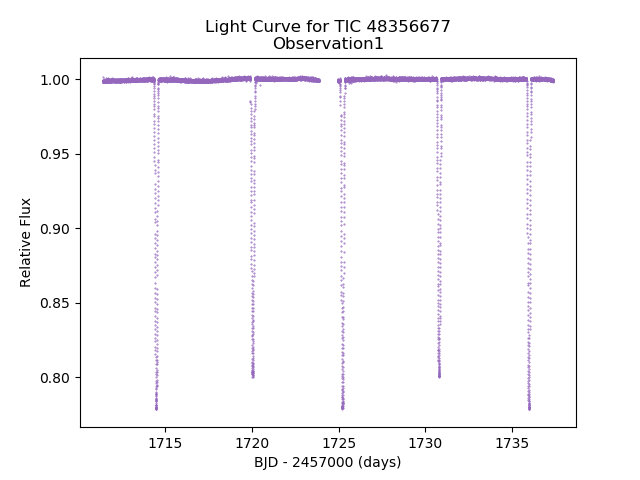 Light Curve for TIC 48356677
Observation1
1.00
0.95
0.90
0.85
0.80
Relative Flux
1715
1720
1725
1730
1735
BJD - 2457000 (days)